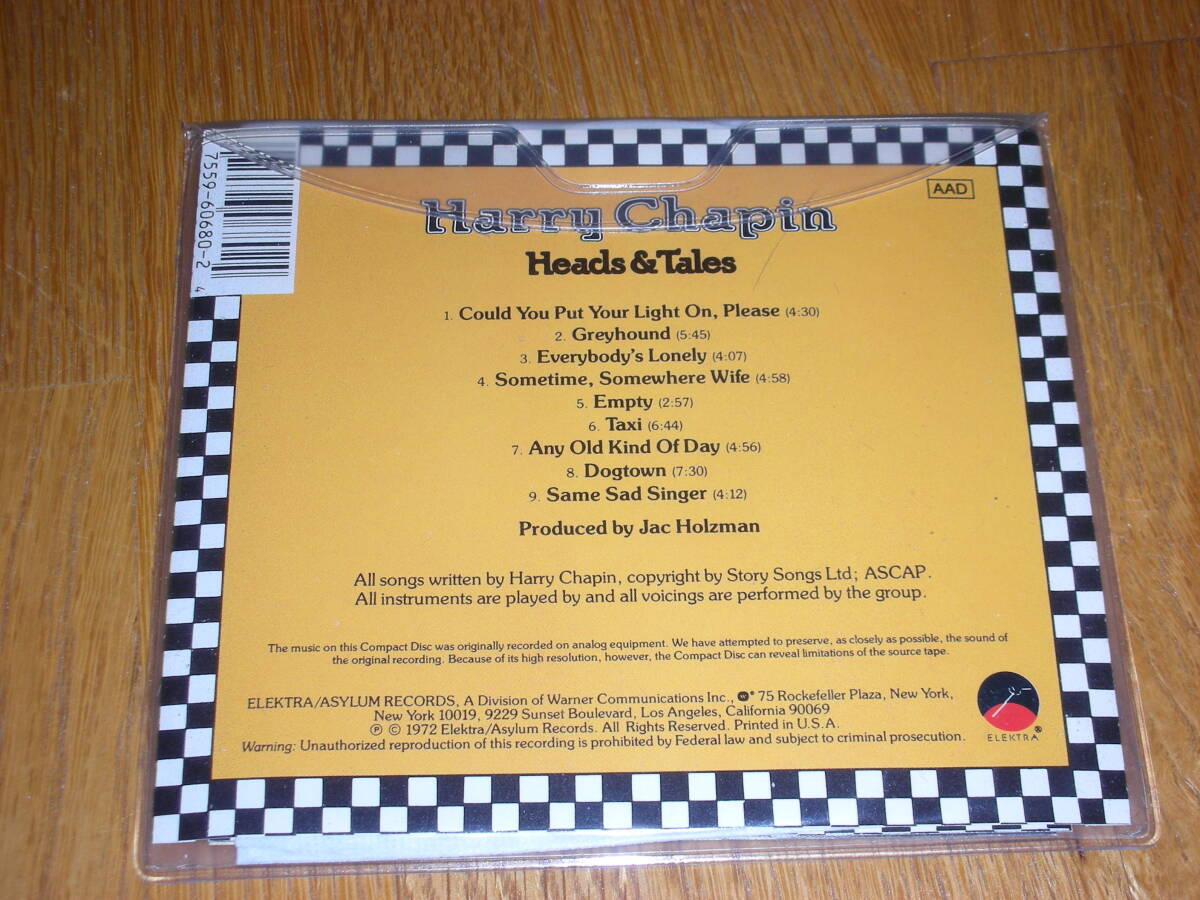 7559-60680-2
4
AAD
Harry Chapin
Heads & Tales
1. Could You Put Your Light On, Please (4:30)
2. Greyhound (5:45)
3. Everybody's Lonely (4:07)
4. Sometime, Somewhere Wife (4:58)
5. Empty (2:57)
6. Taxi (6:44)
7. Any Old Kind Of Day (4:56)
8. Dogtown (7:30)
9. Same Sad Singer (4:12)
Produced by Jac Holzman
All songs written by Harry Chapin, copyright by Story Songs Ltd; ASCAP.
All instruments are played by and all voicings are performed by the group.
The music on this Compact Disc was originally recorded on analog equipment. We have attempted to preserve, as closely as possible, the sound of
the original recording. Because of its high resolution, however, the Compact Disc can reveal limitations of the source tape.
ELEKTRA/ASYLUM RECORDS, A Division of Warner Communications Inc., 75 Rockefeller Plaza, New York,
New York 10019, 9229 Sunset Boulevard, Los Angeles, California 90069
℗ © 1972 Elektra/Asylum Records. All Rights Reserved. Printed in U.S.A.
Warning: Unauthorized reproduction of this recording is prohibited by Federal law and subject to criminal prosecution.
ELEKTRA®